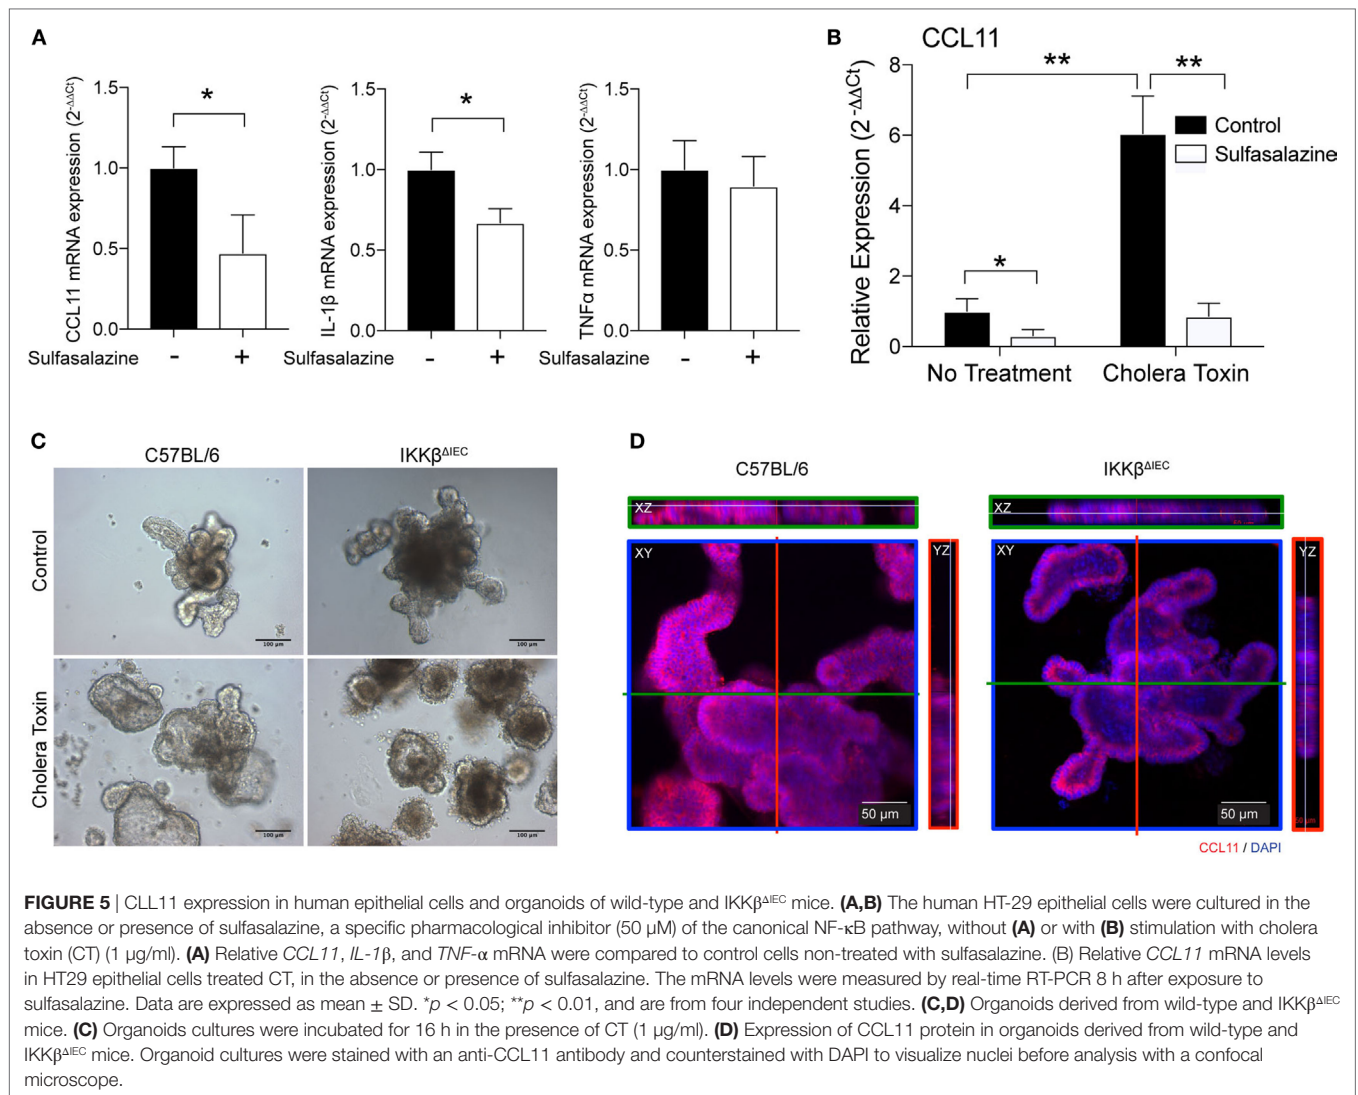 A
CCL11 mRNA expression (2-ΔΔCt)
1.5
1.0
0.5
0.0
*
Sulfasalazine - +
IL-1β mRNA expression (2-ΔΔCt)
1.5
1.0
0.5
0.0
*
Sulfasalazine - +
TNFα mRNA expression (2-ΔΔCt)
1.5
1.0
0.5
0.0
Sulfasalazine - +
B
CCL11
Relative Expression (2-ΔΔCt)
8
6
4
2
0
**
**
*
Control
Sulfasalazine
No Treatment
Cholera Toxin
C
C57BL/6
IKKβΔIEC
Control
Cholera Toxin
100 µm
100 µm
100 µm
100 µm
D
C57BL/6
IKKβΔIEC
XZ
XY
YZ
50 µm
XZ
XY
YZ
50 µm
CCL11 / DAPI
FIGURE 5 | CLL11 expression in human epithelial cells and organoids of wild-type and IKKβΔIEC mice. (A,B) The human HT-29 epithelial cells were cultured in the
absence or presence of sulfasalazine, a specific pharmacological inhibitor (50 µM) of the canonical NF-κB pathway, without (A) or with (B) stimulation with cholera
toxin (CT) (1 µg/ml). (A) Relative CCL11, IL-1β, and TNF-α mRNA were compared to control cells non-treated with sulfasalazine. (B) Relative CCL11 mRNA levels
in HT29 epithelial cells treated CT, in the absence or presence of sulfasalazine. The mRNA levels were measured by real-time RT-PCR 8 h after exposure to
sulfasalazine. Data are expressed as mean ± SD. *p < 0.05; **p < 0.01, and are from four independent studies. (C,D) Organoids derived from wild-type and IKKβΔIEC
mice. (C) Organoids cultures were incubated for 16 h in the presence of CT (1 µg/ml). (D) Expression of CCL11 protein in organoids derived from wild-type and
IKKβΔIEC mice. Organoid cultures were stained with an anti-CCL11 antibody and counterstained with DAPI to visualize nuclei before analysis with a confocal
microscope.